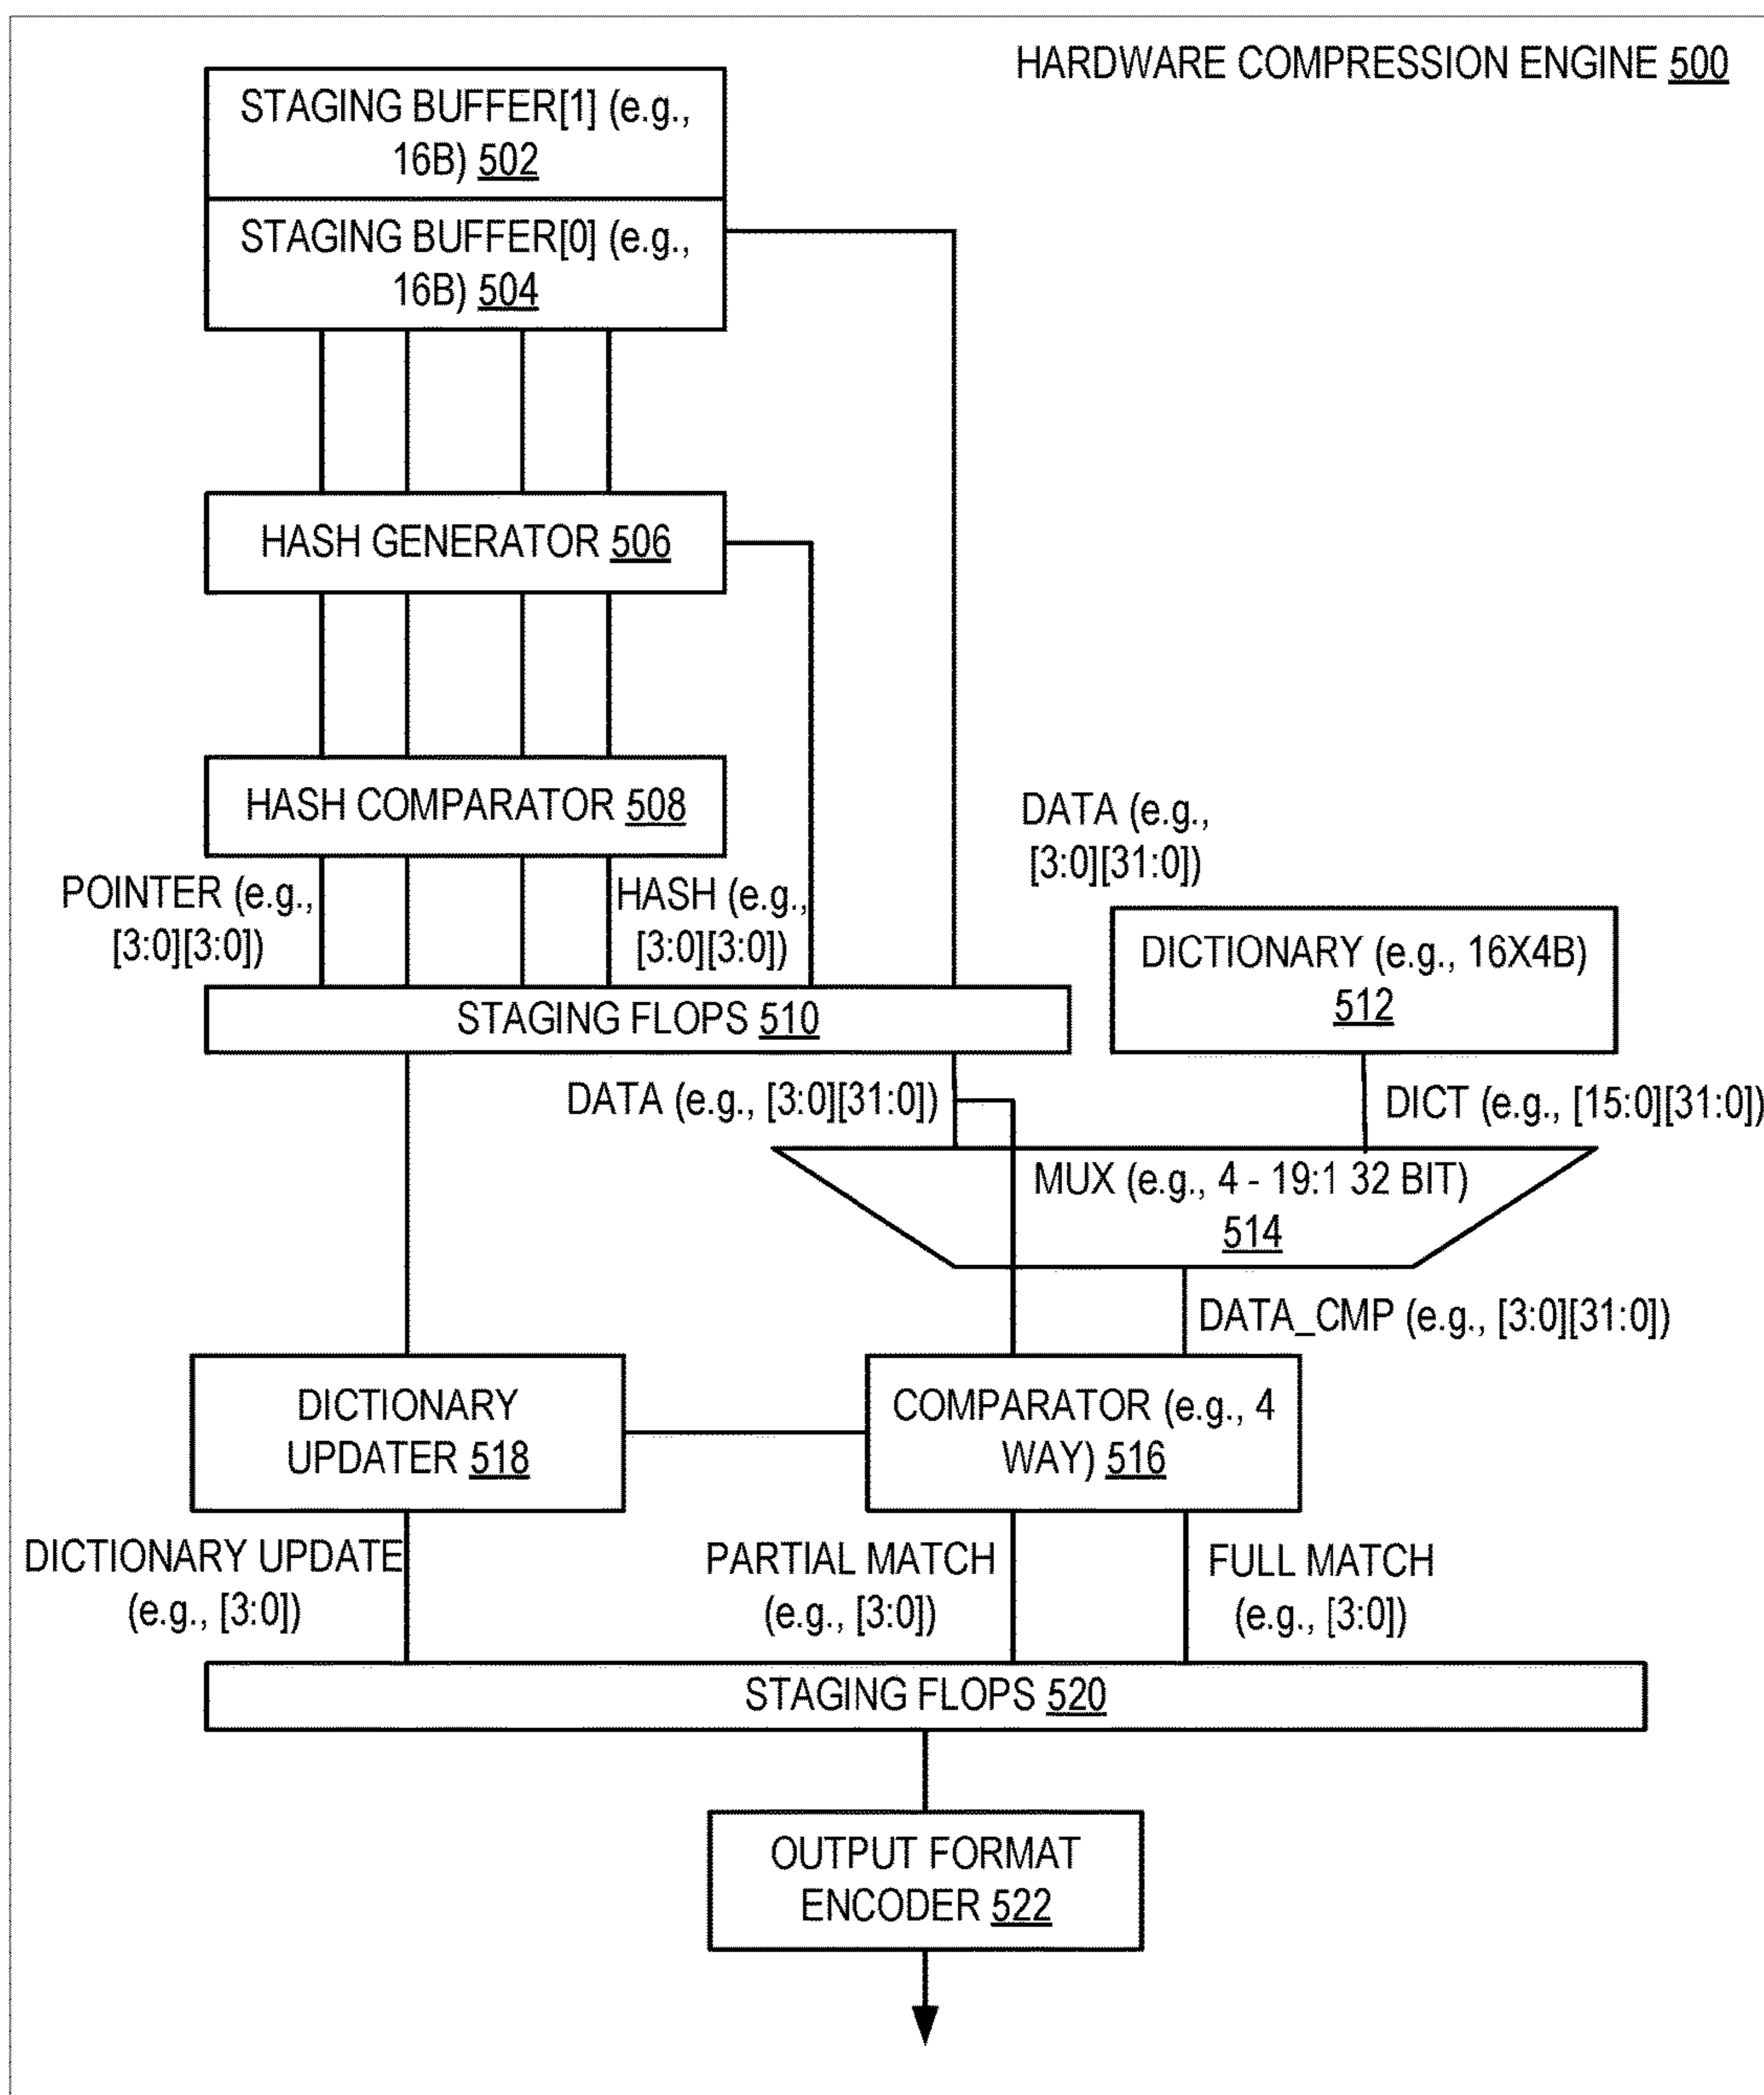 HARDWARE COMPRESSION ENGINE 500
STAGING BUFFER[1] (e.g.,
16B) 502
STAGING BUFFER[0] (e.g.,
16B) 504
HASH GENERATOR 506
HASH COMPARATOR 508
POINTER (e.g.,
[3:0][3:0])
HASH (e.g.,
[3:0][3:0])
DATA (e.g.,
[3:0][31:0])
DICTIONARY (e.g., 16X4B)
512
STAGING FLOPS 510
DATA (e.g., [3:0][31:0])
DICT (e.g., [15:0][31:0])
MUX (e.g., 4 - 19:1 32 BIT)
514
DATA_CMP (e.g., [3:0][31:0])
DICTIONARY
UPDATER 518
COMPARATOR (e.g., 4
WAY) 516
DICTIONARY UPDATE
(e.g., [3:0])
PARTIAL MATCH
(e.g., [3:0])
FULL MATCH
(e.g., [3:0])
STAGING FLOPS 520
OUTPUT FORMAT
ENCODER 522